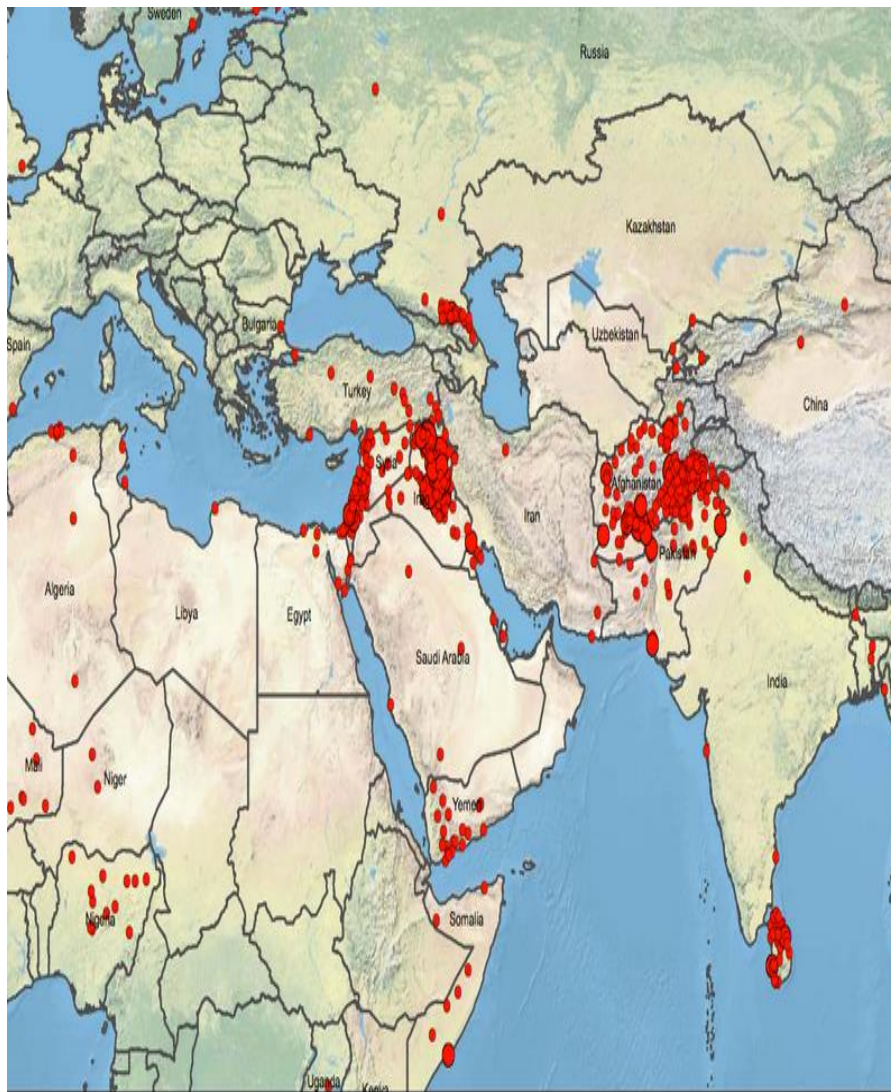 Sweden
Russia
Kazakhstan
Bulgaria
Uzbekistan
Spain
Turkey
China
Syria
Afghanistan
Iraq
Iran
Pakistan
Algeria
Libya
Egypt
Saudi Arabia
India
Mali
Niger
Yemen
Nigeria
Somalia
Uganda
Kenya